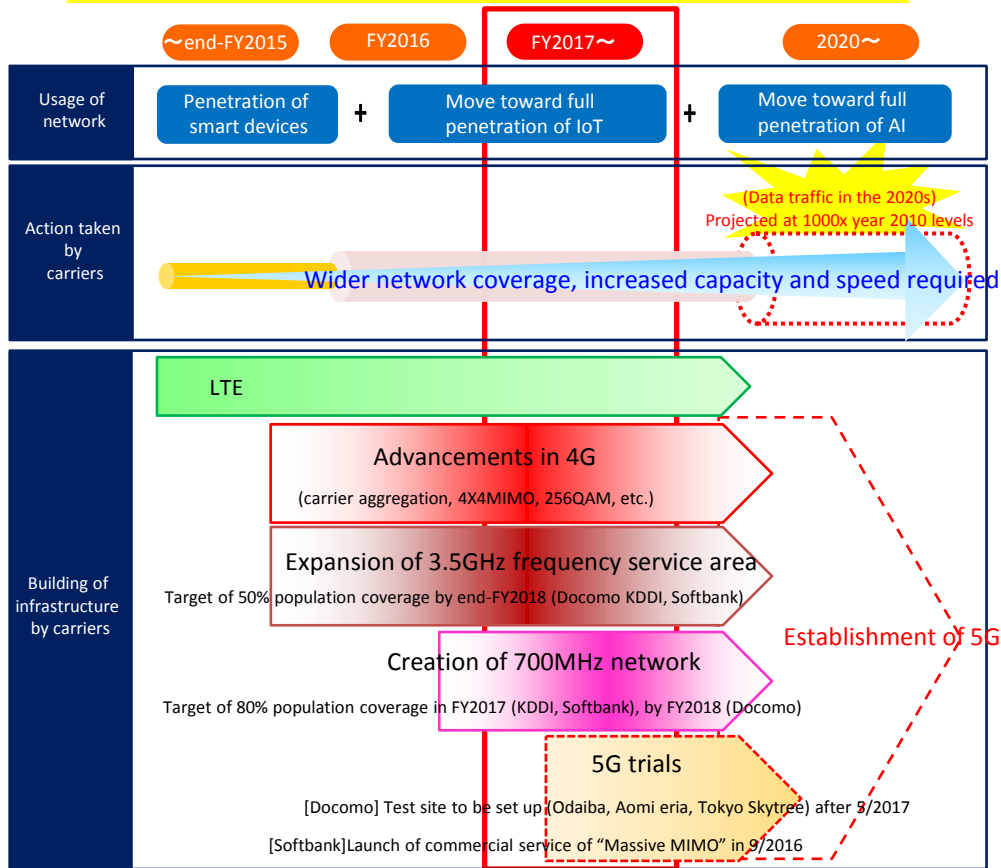 ～end-FY2015
FY2016
FY2017～
2020～
Usage of
network
Penetration of
smart devices
+
Move toward full
penetration of IoT
+
Move toward full
penetration of AI
Action taken
by
carriers
(Data traffic in the 2020s)
Projected at 1000x year 2010 levels
Wider network coverage, increased capacity and speed required
Building of
infrastructure
by carriers
LTE
Advancements in 4G
(carrier aggregation, 4X4MIMO, 256QAM, etc.)
Expansion of 3.5GHz frequency service area
Target of 50% population coverage by end-FY2018 (Docomo KDDI, Softbank)
Establishment of 5G
Creation of 700MHz network
Target of 80% population coverage in FY2017 (KDDI, Softbank), by FY2018 (Docomo)
5G trials
[Docomo] Test site to be set up (Odaiba, Aomi eria, Tokyo Skytree) after 5/2017
[Softbank]Launch of commercial service of “Massive MIMO” in 9/2016